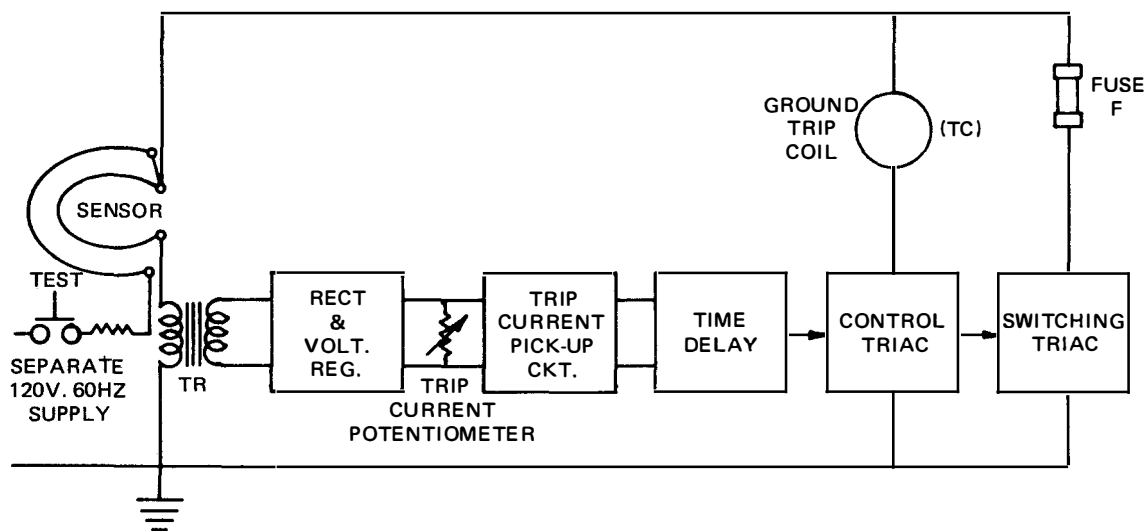 FUSE
F
GROUND
TRIP
COIL
(TC)
SENSOR
TEST
SEPARATE
120V. 60HZ
SUPPLY
TR
RECT
&
VOLT.
REG.
TRIP
CURRENT
POTENTIOMETER
TRIP
CURRENT
PICK-UP
CKT.
TIME
DELAY
CONTROL
TRIAC
SWITCHING
TRIAC